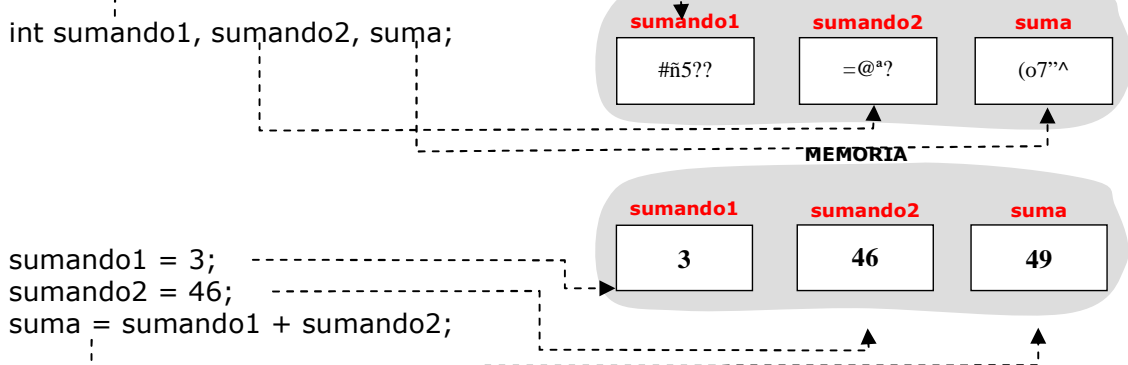 sumando1 sumando2 suma
int sumando1, sumando2, suma;
#ñ5?? =@ª? (o7”^
MEMORIA
sumando1 sumando2 suma
3 46 49
sumando1 = 3;
sumando2 = 46;
suma = sumando1 + sumando2;